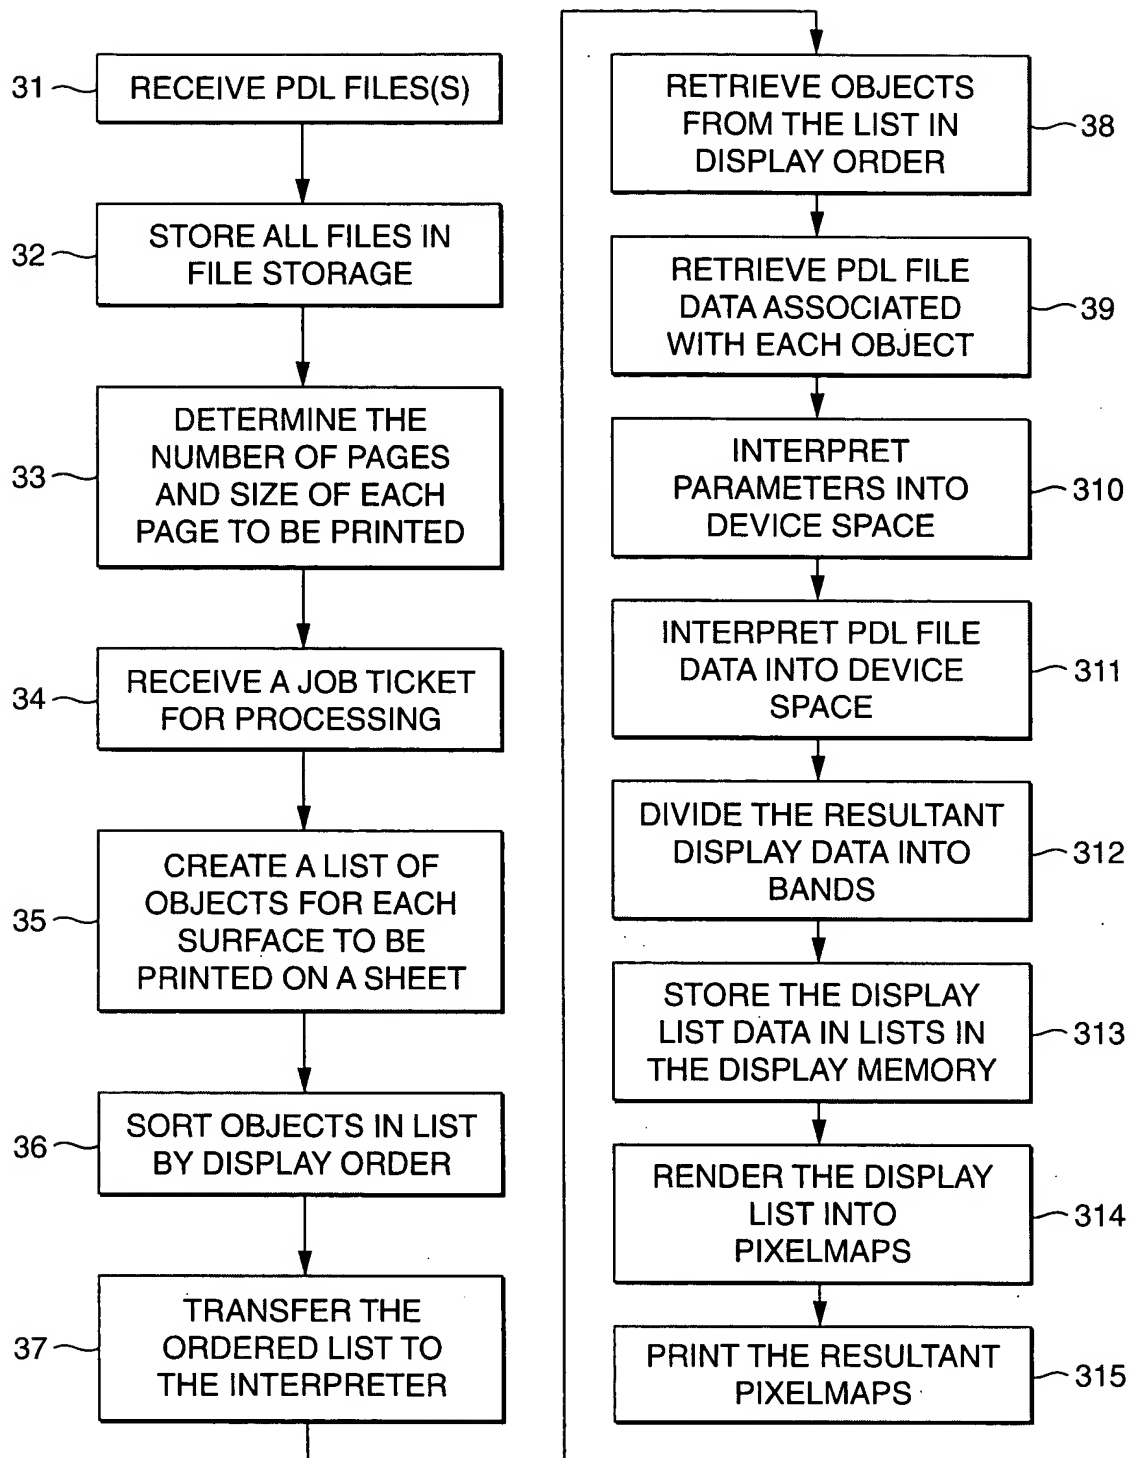 31
RECEIVE PDL FILES(S)
32
STORE ALL FILES IN
FILE STORAGE
33
DETERMINE THE
NUMBER OF PAGES
AND SIZE OF EACH
PAGE TO BE PRINTED
34
RECEIVE A JOB TICKET
FOR PROCESSING
35
CREATE A LIST OF
OBJECTS FOR EACH
SURFACE TO BE
PRINTED ON A SHEET
36
SORT OBJECTS IN LIST
BY DISPLAY ORDER
37
TRANSFER THE
ORDERED LIST TO
THE INTERPRETER
RETRIEVE OBJECTS
FROM THE LIST IN
DISPLAY ORDER
38
RETRIEVE PDL FILE
DATA ASSOCIATED
WITH EACH OBJECT
39
INTERPRET
PARAMETERS INTO
DEVICE SPACE
310
INTERPRET PDL FILE
DATA INTO DEVICE
SPACE
311
DIVIDE THE RESULTANT
DISPLAY DATA INTO
BANDS
312
STORE THE DISPLAY
LIST DATA IN LISTS IN
THE DISPLAY MEMORY
313
RENDER THE DISPLAY
LIST INTO
PIXELMAPS
314
PRINT THE RESULTANT
PIXELMAPS
315